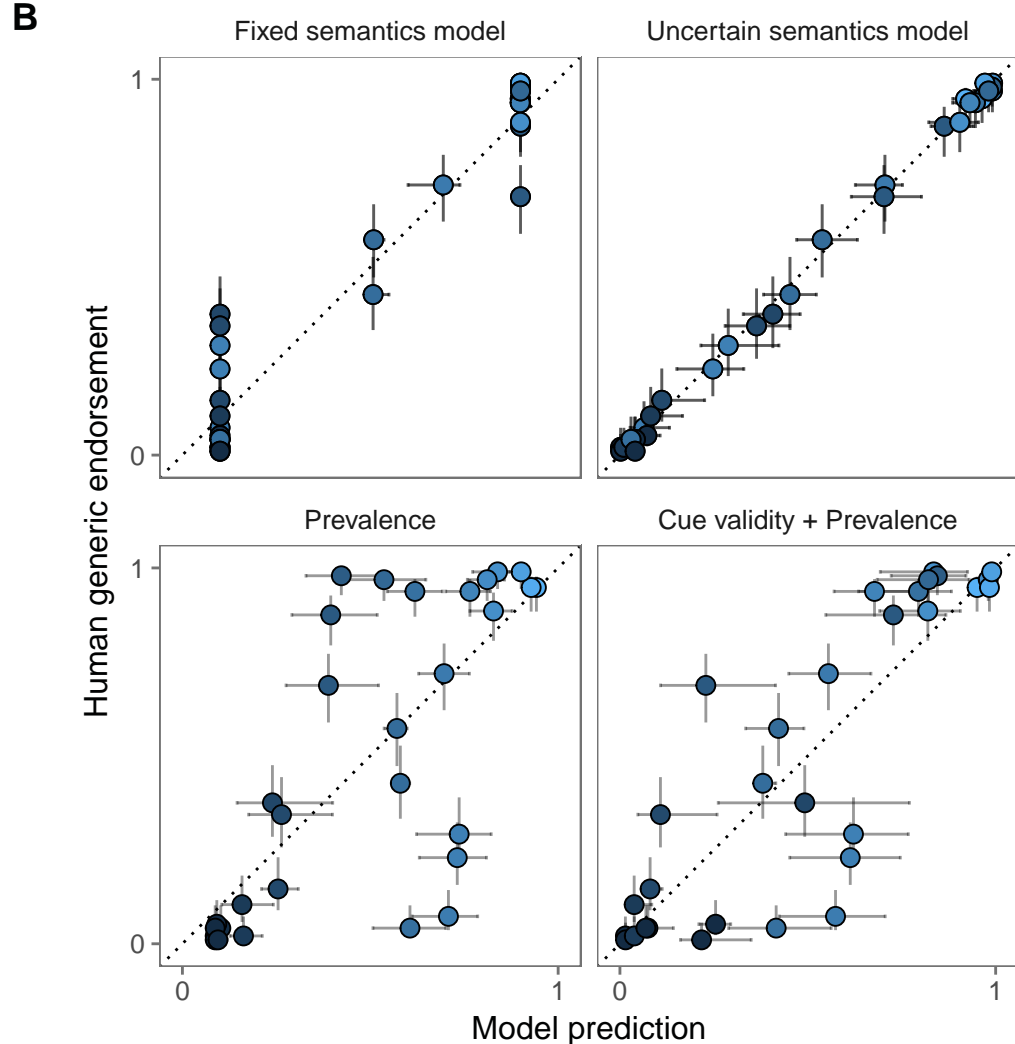 B
Fixed semantics model
Uncertain semantics model
1
0
Human generic endorsement
Prevalence
Cue validity + Prevalence
1
0
0
1
0
1
Model prediction